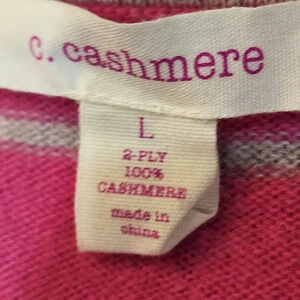 c. cashmere
L
2-PLY
100%
CASHMERE
made in
china